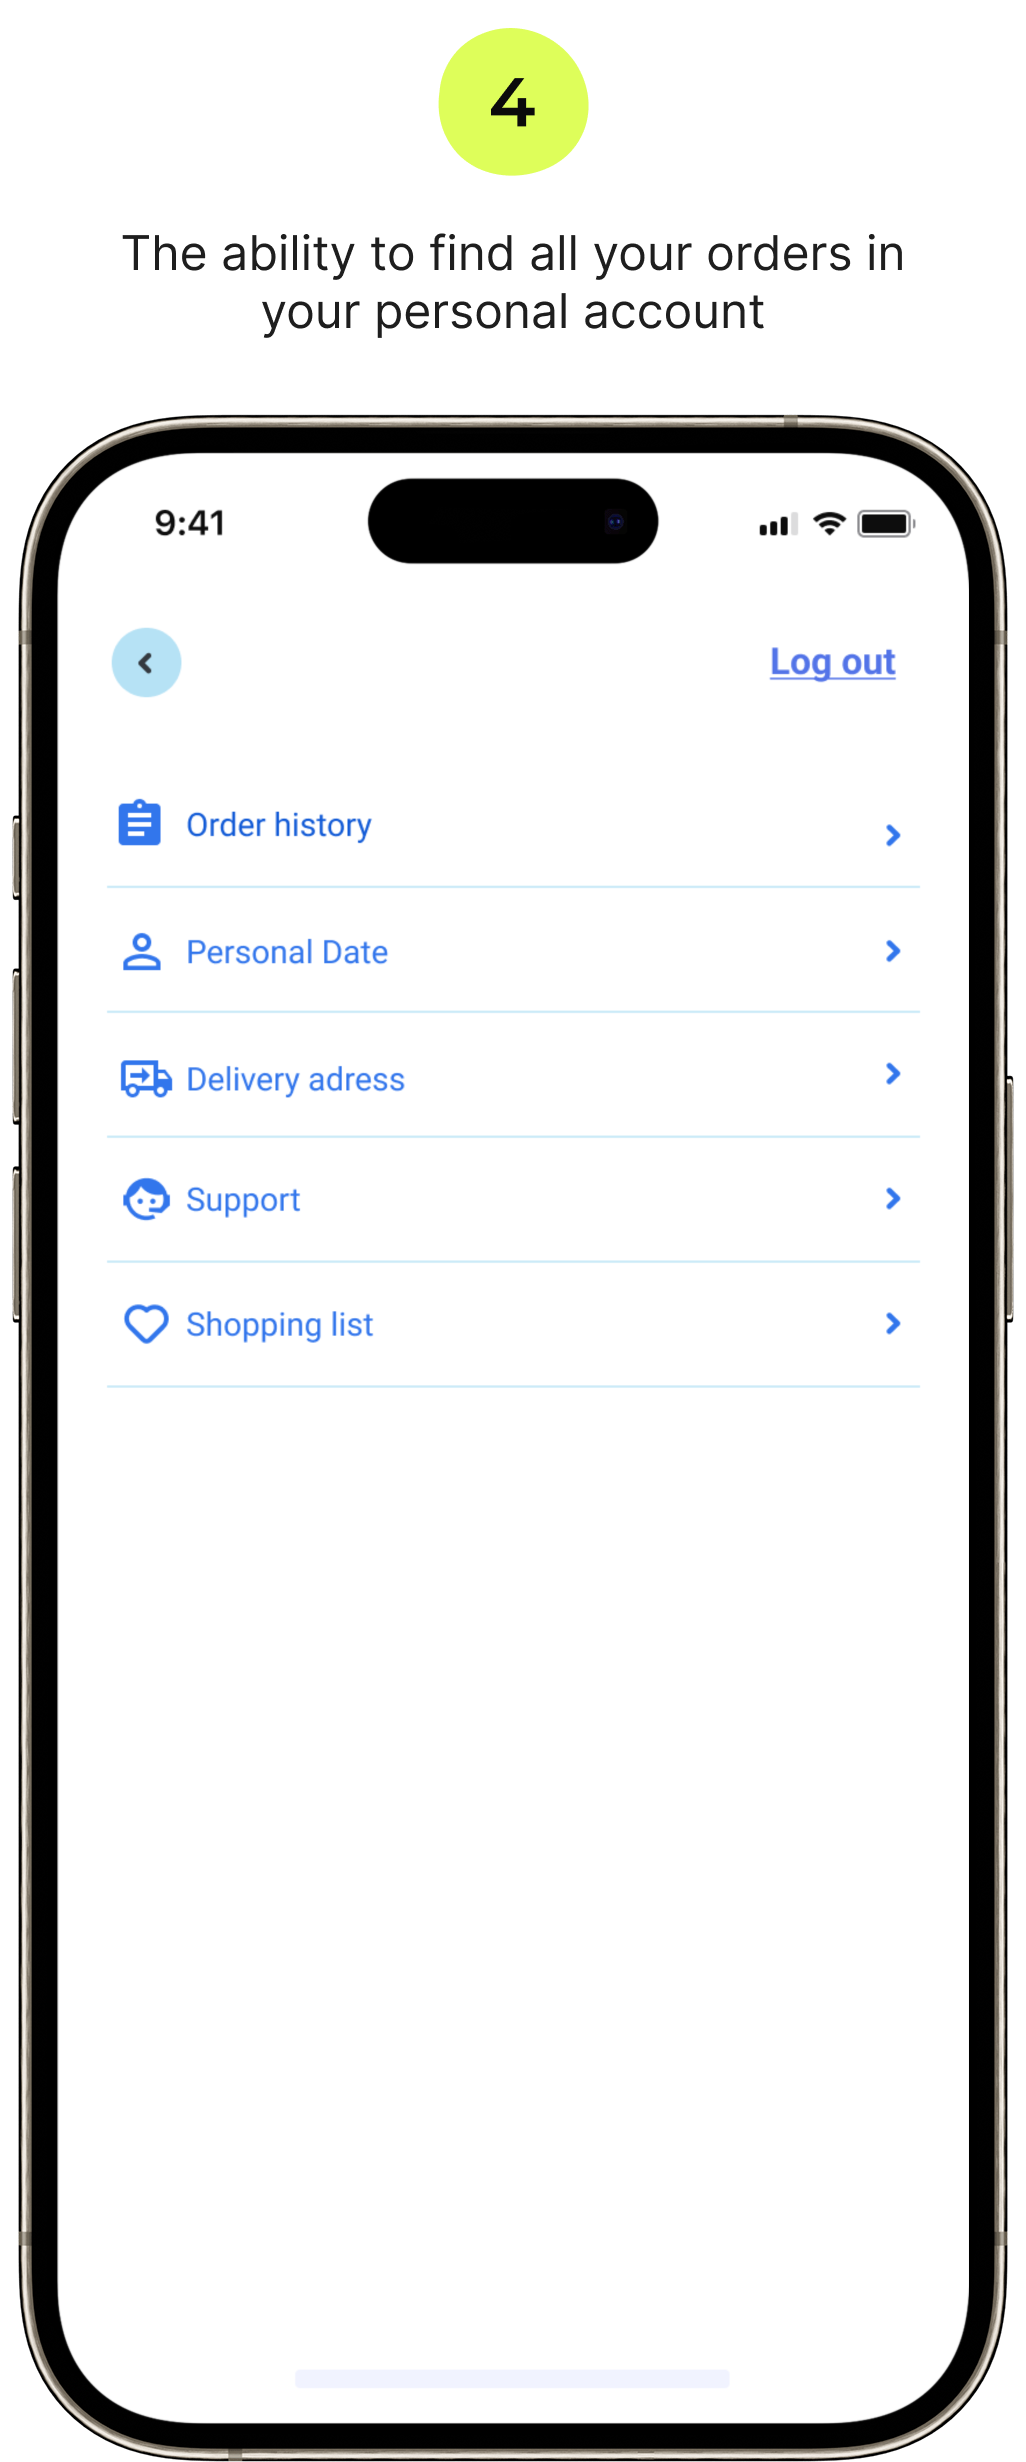 4
The ability to find all your orders in
your personal account
9:41
Log out
Order history
Personal Date
Delivery adress
Support
Shopping list